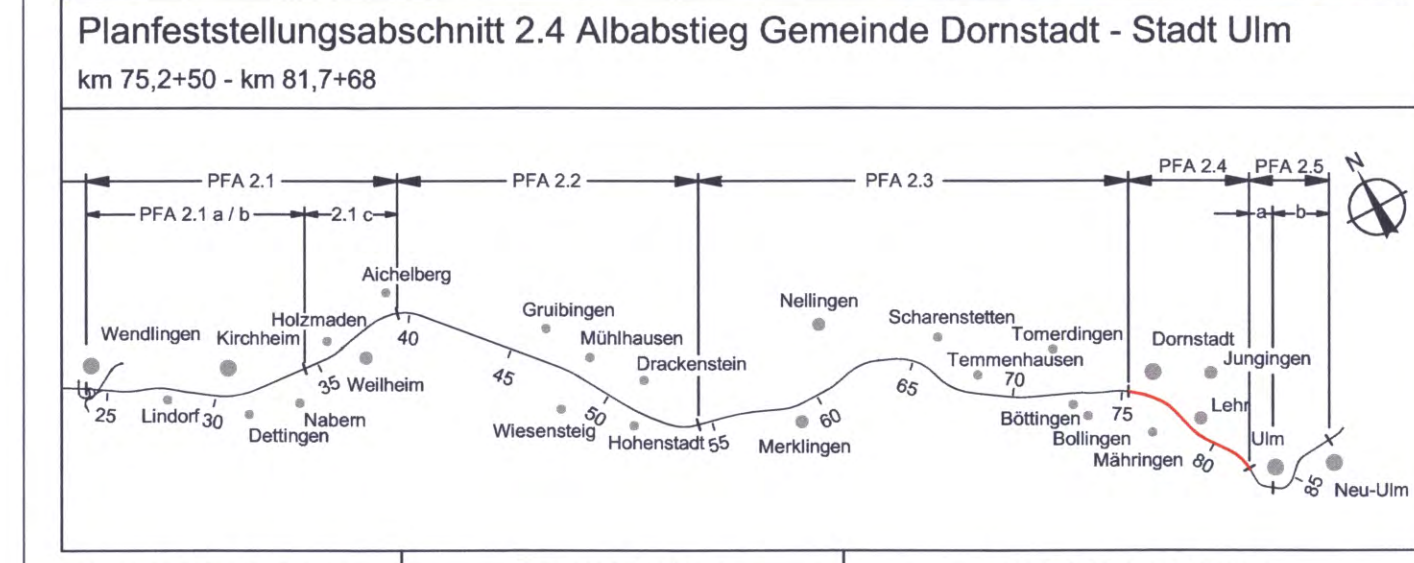 Planfeststellungsabschnitt 2.4 Albabstieg Gemeinde Dornstadt - Stadt Ulm
km 75,2+50 - km 81,7+68
PFA 2.1
PFA 2.2
PFA 2.3
PFA 2.4
PFA 2.5
PFA 2.1 a / b
2.1 c
a
b
N
Aichelberg
Wendlingen
Kirchheim
Holzmaden
Gruibingen
Mühlhausen
Drackenstein
Nellingen
Scharenstetten
Tomerdingen
Temmenhausen
Dornstadt
Jungingen
25
Lindorf
30
Dettingen
Nabern
35
Weilheim
40
45
Wiesensteig
50
Hohenstadt
55
Merklingen
60
65
70
Böttingen
Bollingen
75
Mähringen
Lehr
80
Ulm
85
Neu-Ulm